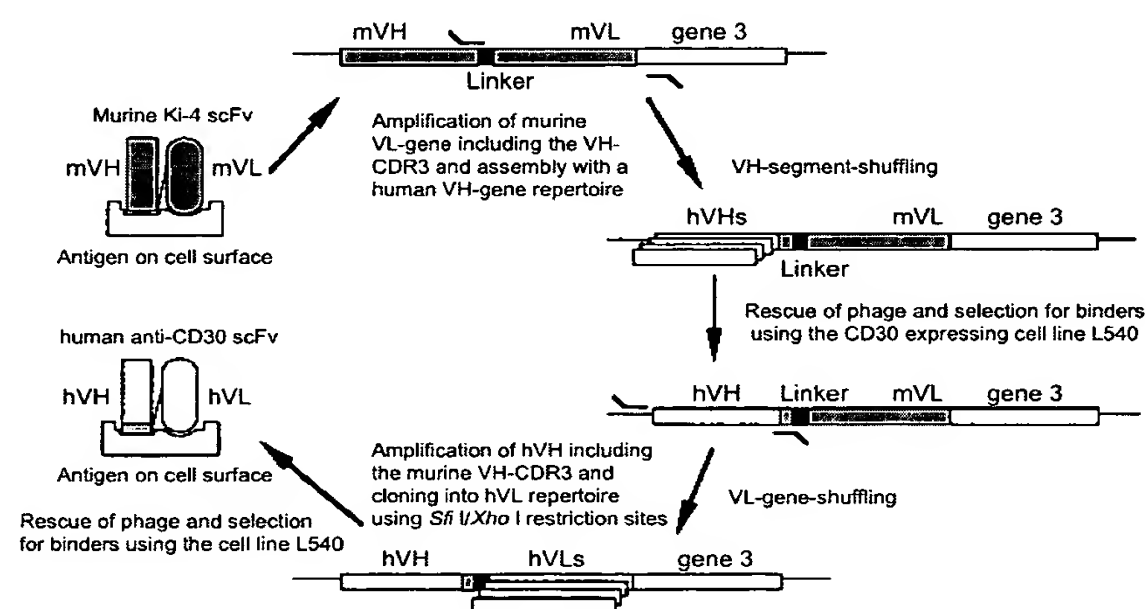 mVH mVL gene 3
Linker
Murine Ki-4 scFv
mVH mVL
Antigen on cell surface
Amplification of murine
VL-gene including the VH-
CDR3 and assembly with a
human VH-gene repertoire
VH-segment-shuffling
hVHs mVL gene 3
Linker
Rescue of phage and selection for binders
using the CD30 expressing cell line L540
hVH Linker mVL gene 3
VL-gene-shuffling
Amplification of hVH including
the murine VH-CDR3 and
cloning into hVL repertoire
using Sfi I/Xho I restriction sites
hVH hVLs gene 3
Rescue of phage and selection
for binders using the cell line L540
human anti-CD30 scFv
hVH hVL
Antigen on cell surface